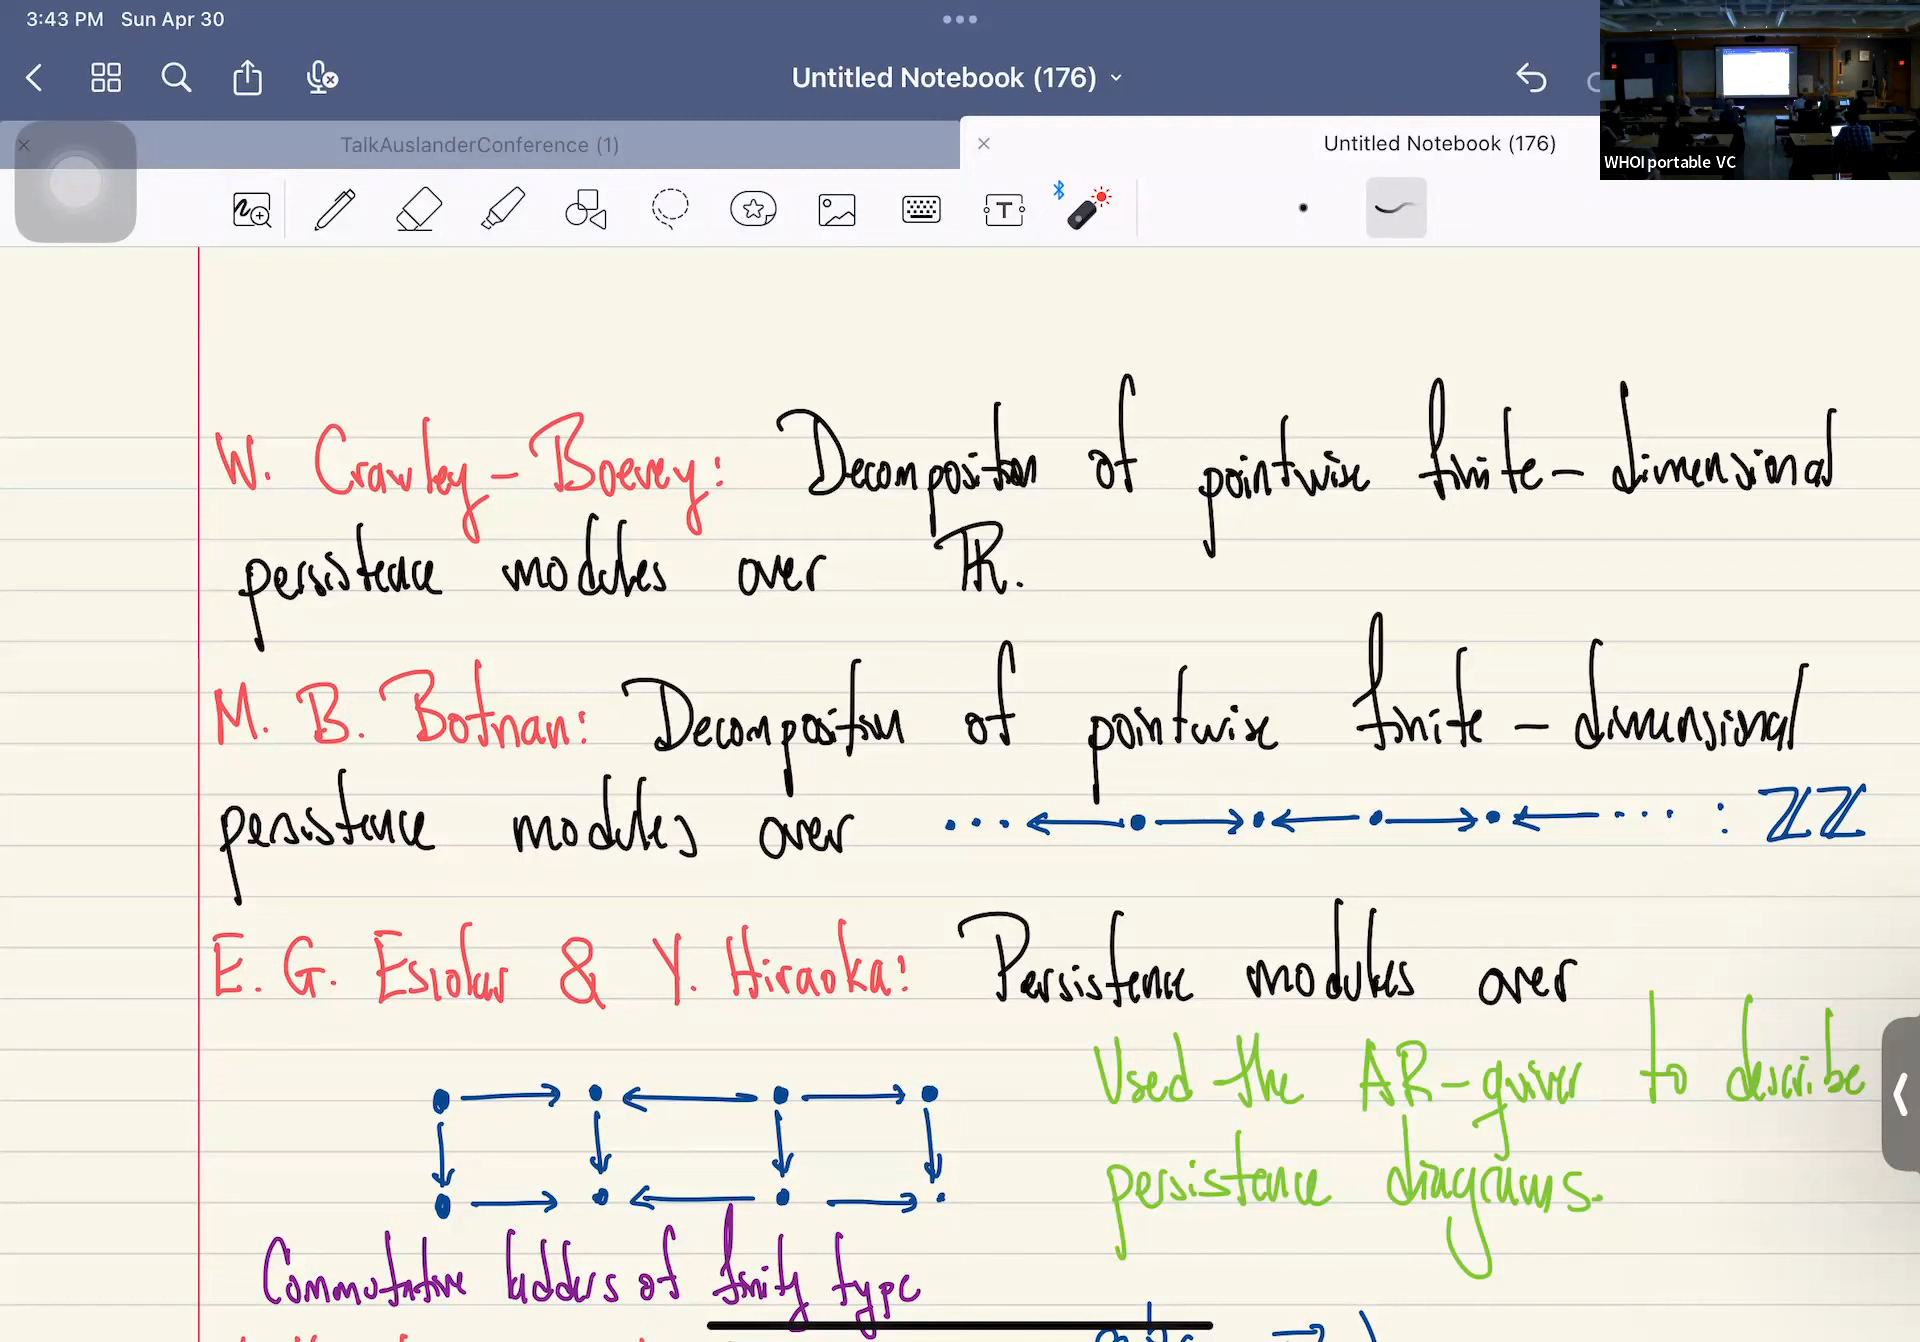 3:43 PM Sun Apr 30
Untitled Notebook (176)
TalkAuslanderConference (1)
Untitled Notebook (176)
WHOI portable VC
T
W. Crawley-Boevey: Decomposition of pointwise finite-dimensional
persistence modules over ℝ.
M. B. Botnan: Decomposition of pointwise finite-dimensional
persistence modules over ... ← • → • ← • → • ← ... : ℤℤ
E. G. Escolar & Y. Hiraoka: Persistence modules over
Used the AR-quiver to describe
persistence diagrams.
• → • ← • → •
↓ ↓ ↓ ↓
• → • ← • → •
Commutative ladders of finity type